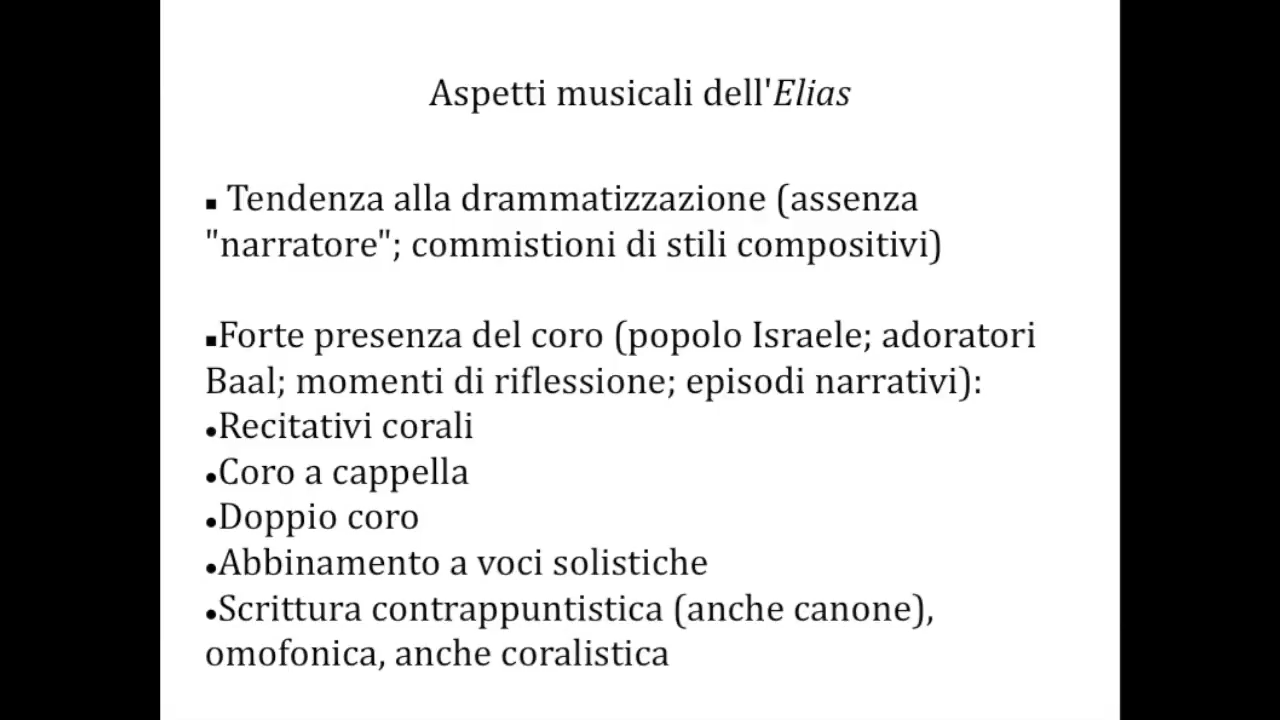 Aspetti musicali dell'Elias
▪ Tendenza alla drammatizzazione (assenza
"narratore"; commistioni di stili compositivi)
▪Forte presenza del coro (popolo Israele; adoratori
Baal; momenti di riflessione; episodi narrativi):
•Recitativi corali
•Coro a cappella
•Doppio coro
•Abbinamento a voci solistiche
•Scrittura contrappuntistica (anche canone),
omofonica, anche coralistica